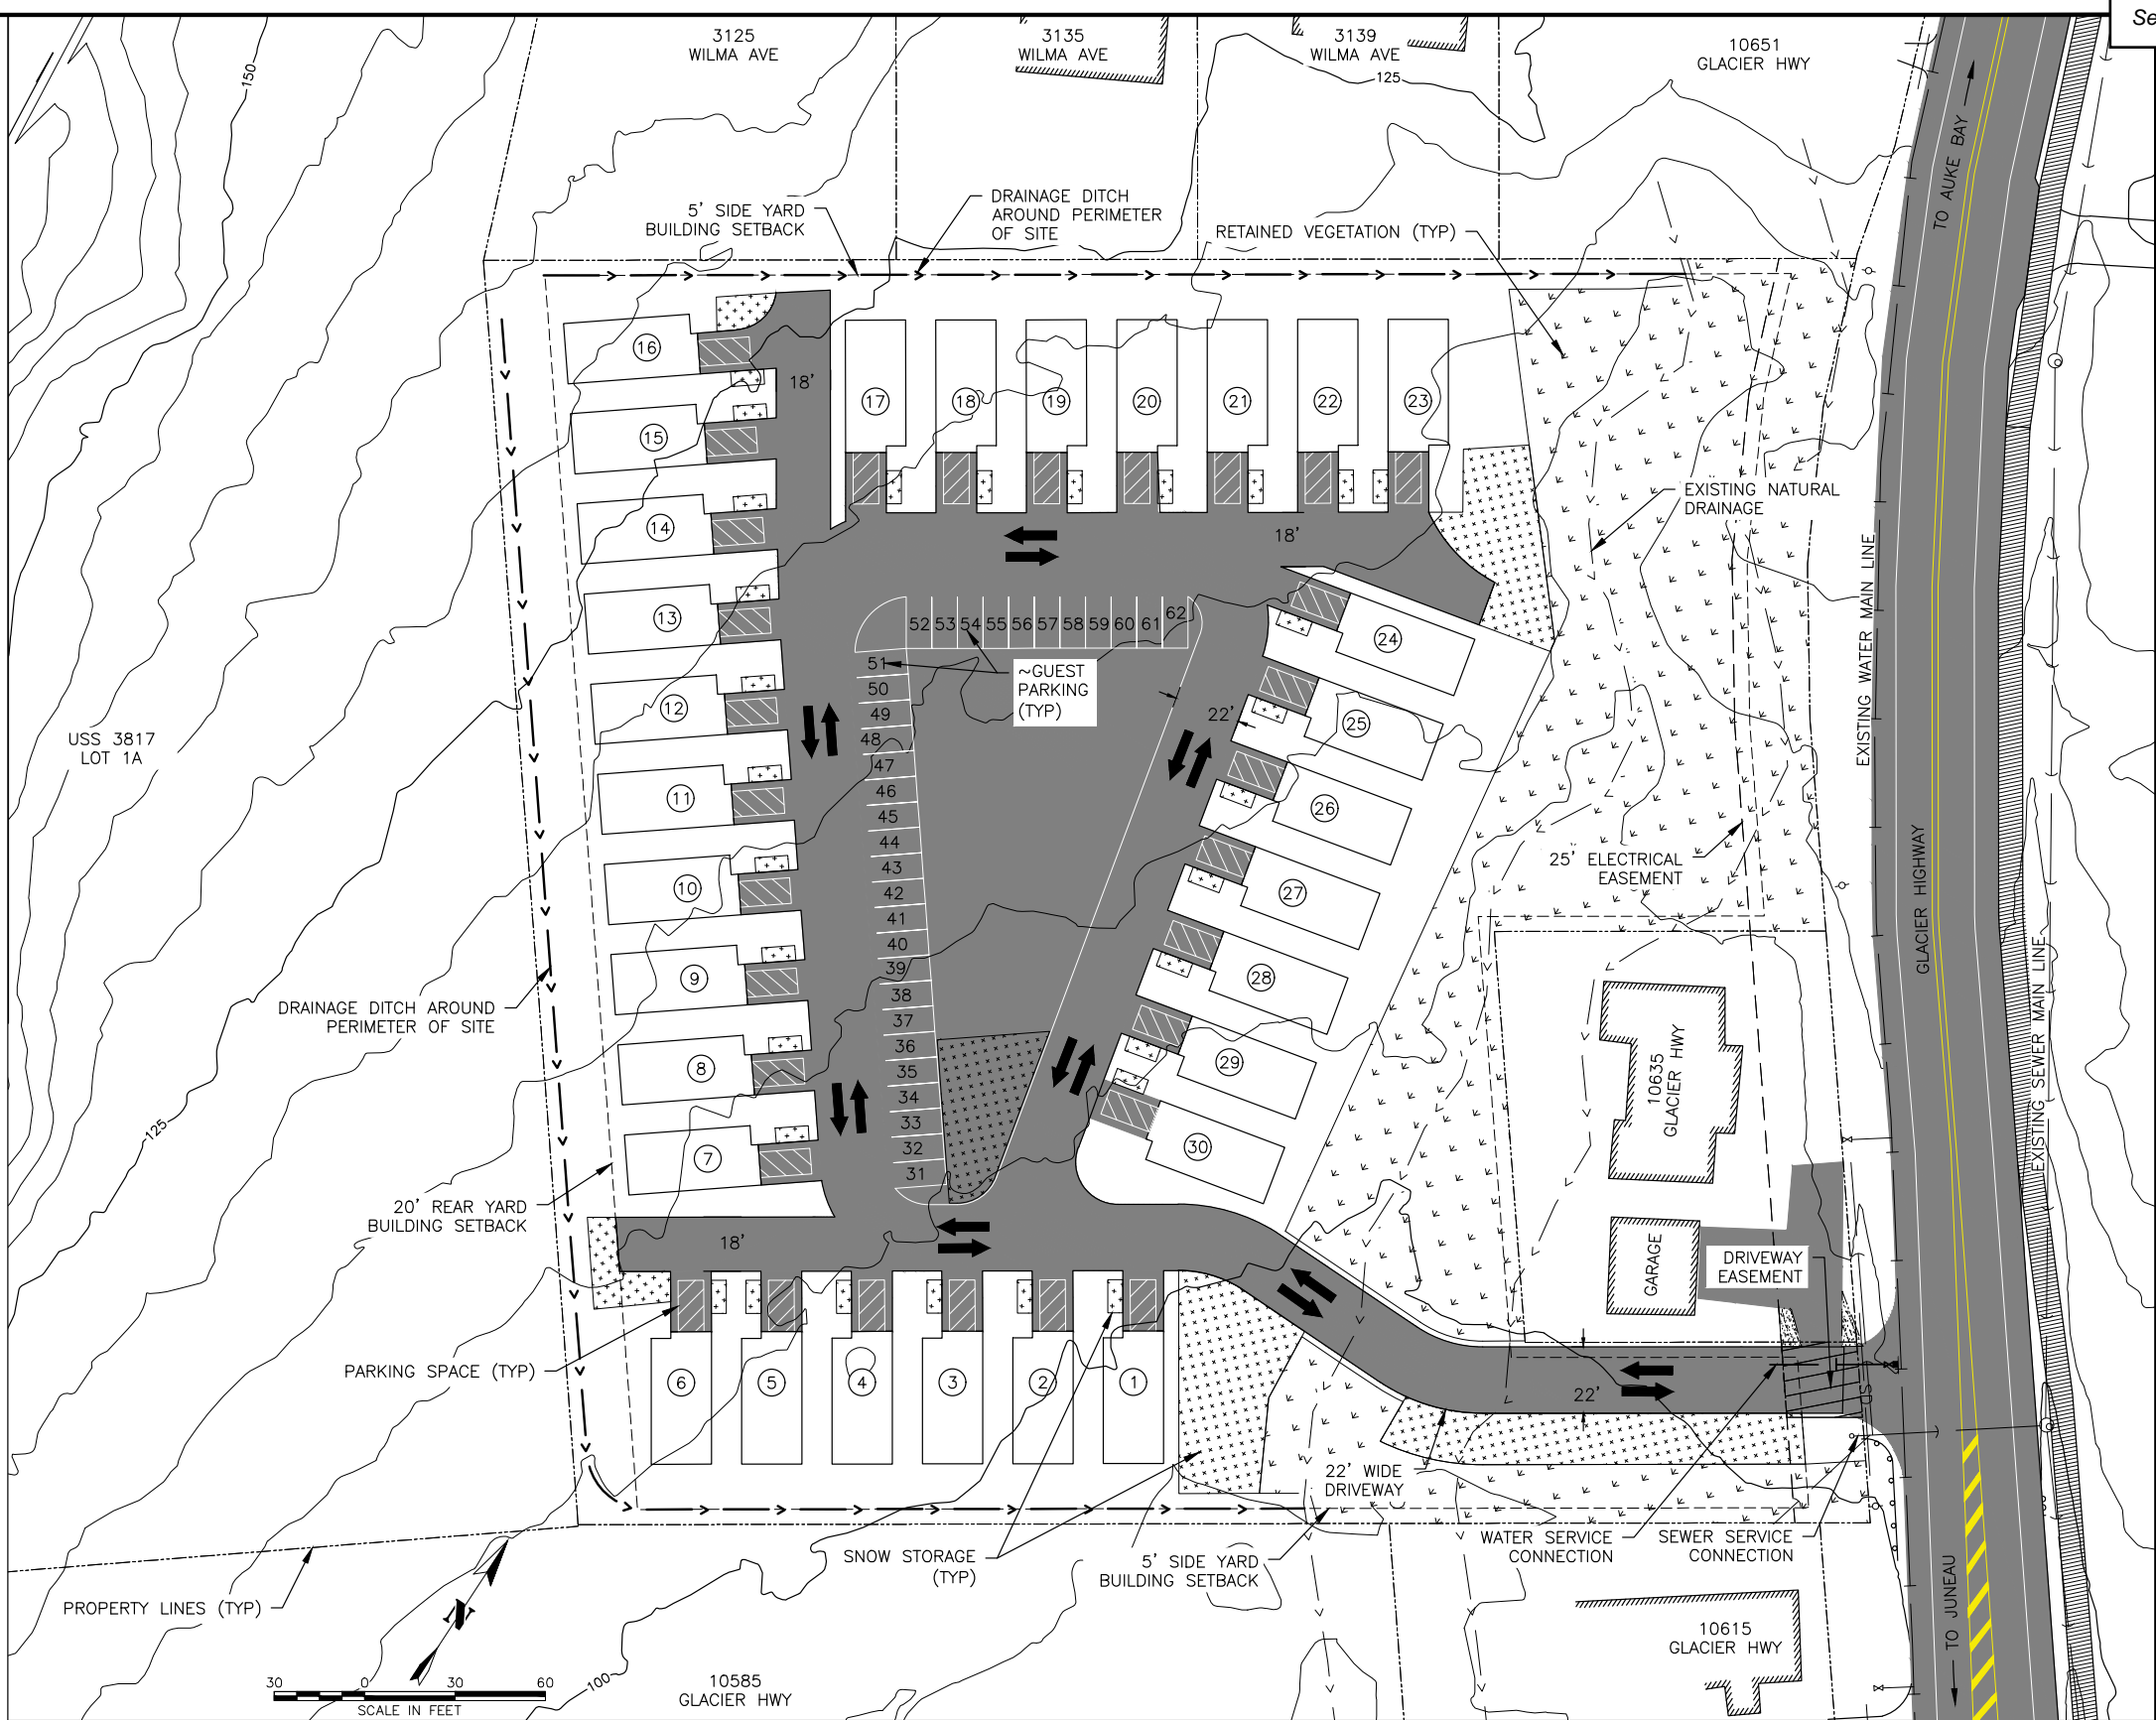 Se
3125
WILMA AVE
3135
WILMA AVE
3139
WILMA AVE
10651
GLACIER HWY
150
125
TO AUKE BAY
5' SIDE YARD
BUILDING SETBACK
DRAINAGE DITCH
AROUND PERIMETER
OF SITE
RETAINED VEGETATION (TYP)
16
18'
17
18
19
20
21
22
23
15
14
EXISTING NATURAL
DRAINAGE
18'
13
52 53 54 55 56 57 58 59 60 61 62
24
EXISTING WATER MAIN LINE
51
50
49
48
47
46
45
44
43
42
41
40
39
38
37
36
35
34
33
32
31
~GUEST
PARKING
(TYP)
12
22'
25
USS 3817
LOT 1A
11
26
25' ELECTRICAL
EASEMENT
10
27
GLACIER HIGHWAY
9
28
DRAINAGE DITCH AROUND
PERIMETER OF SITE
EXISTING SEWER MAIN LINE
8
29
10635
GLACIER HWY
125
7
30
20' REAR YARD
BUILDING SETBACK
18'
GARAGE
DRIVEWAY
EASEMENT
PARKING SPACE (TYP)
6
5
4
3
2
1
22'
SD
22' WIDE
DRIVEWAY
SNOW STORAGE
(TYP)
5' SIDE YARD
BUILDING SETBACK
WATER SERVICE
CONNECTION
SEWER SERVICE
CONNECTION
PROPERTY LINES (TYP)
N
TO JUNEAU
10615
GLACIER HWY
30 0 30 60
SCALE IN FEET
100
10585
GLACIER HWY